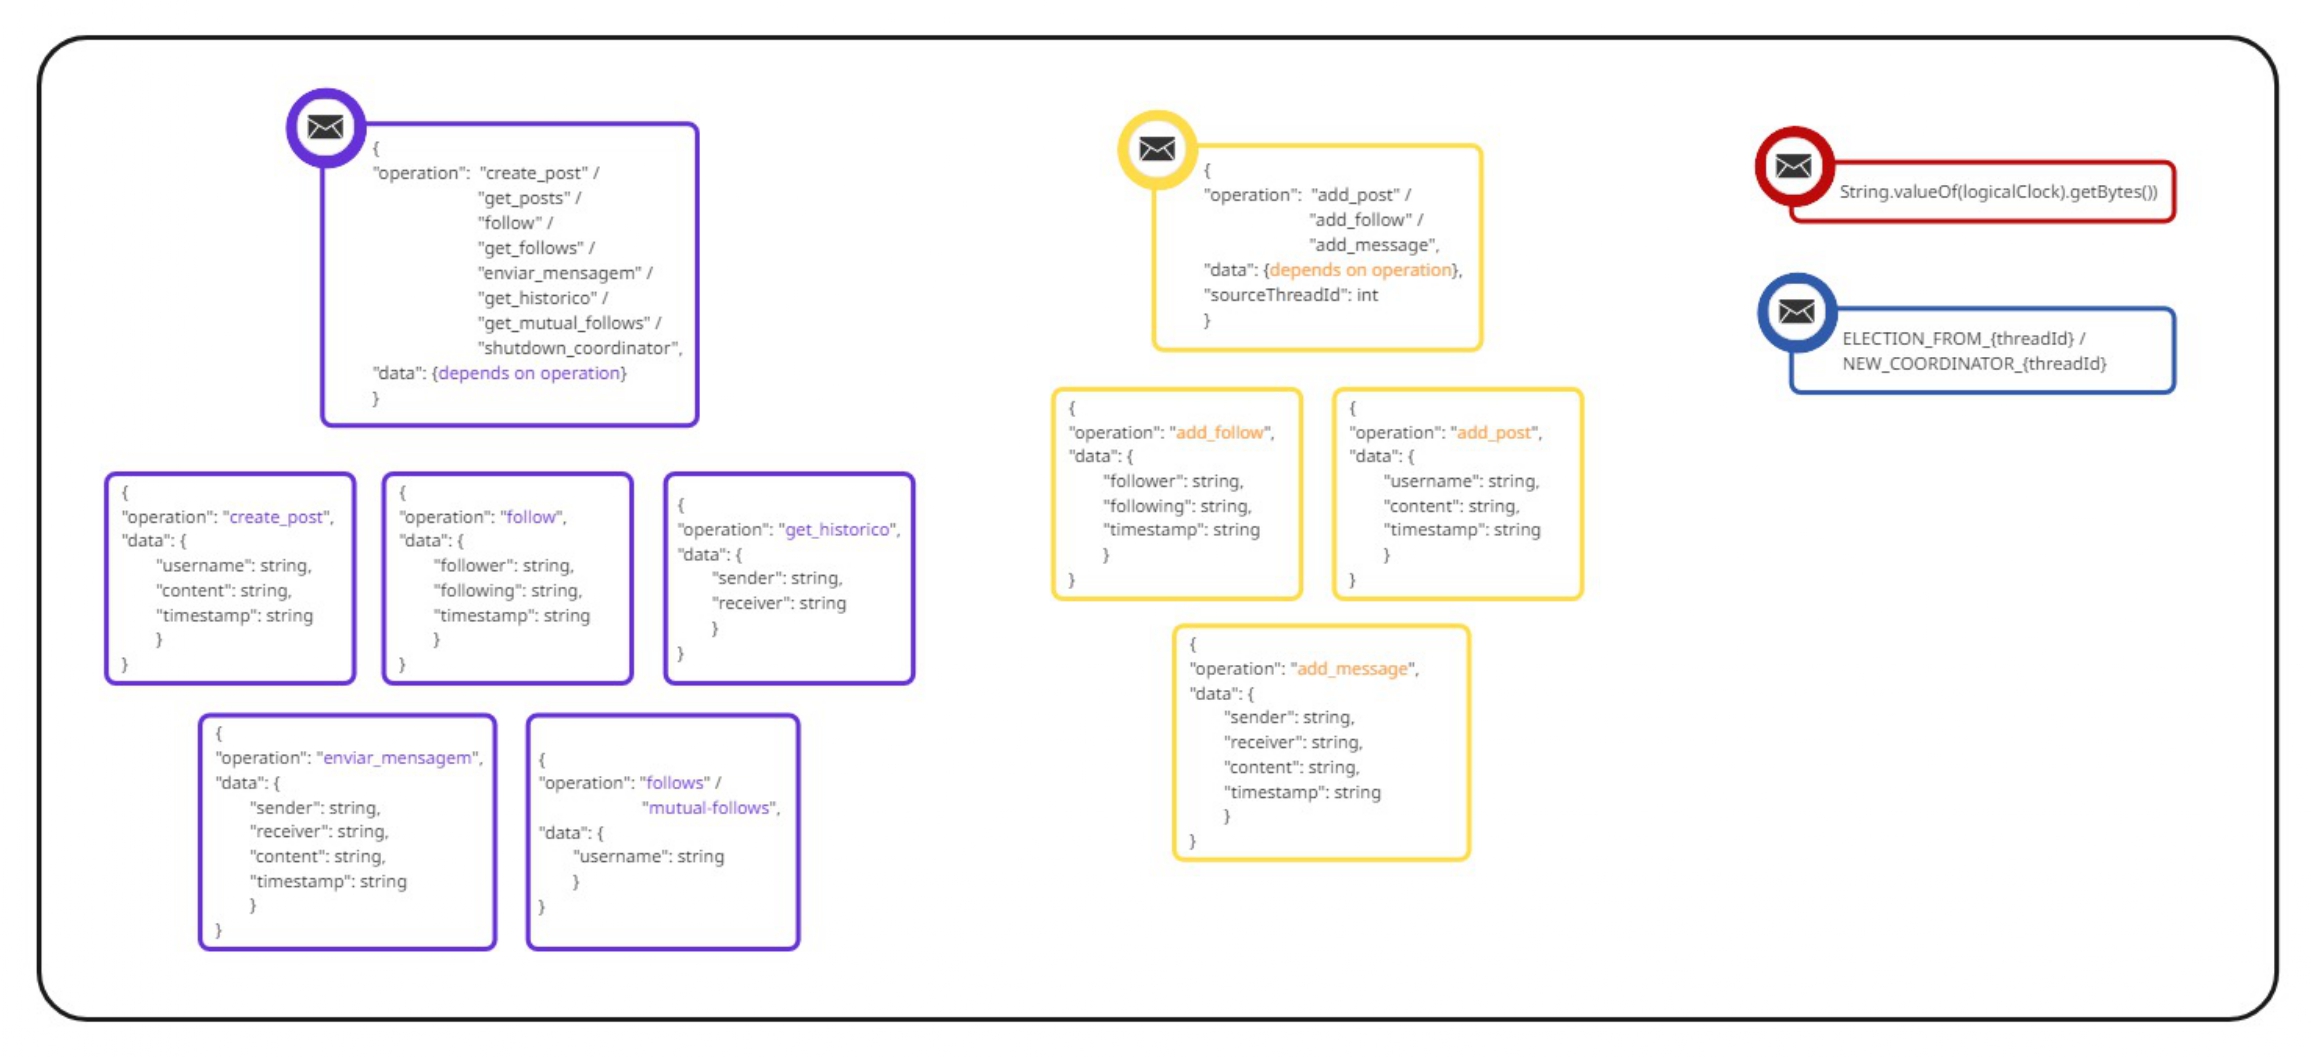 {
"operation": "create_post" /
"get_posts" /
"follow" /
"get_follows" /
"enviar_mensagem" /
"get_historico" /
"get_mutual_follows" /
"shutdown_coordinator",
"data": {depends on operation}
}
{
"operation": "create_post",
"data": {
"username": string,
"content": string,
"timestamp": string
}
}
{
"operation": "follow",
"data": {
"follower": string,
"following": string,
"timestamp": string
}
}
{
"operation": "get_historico",
"data": {
"sender": string,
"receiver": string
}
}
{
"operation": "enviar_mensagem",
"data": {
"sender": string,
"receiver": string,
"content": string,
"timestamp": string
}
}
{
"operation": "follows" /
"mutual-follows",
"data": {
"username": string
}
}
{
"operation": "add_post" /
"add_follow" /
"add_message",
"data": {depends on operation},
"sourceThreadId": int
}
{
"operation": "add_follow",
"data": {
"follower": string,
"following": string,
"timestamp": string
}
}
{
"operation": "add_post",
"data": {
"username": string,
"content": string,
"timestamp": string
}
}
{
"operation": "add_message",
"data": {
"sender": string,
"receiver": string,
"content": string,
"timestamp": string
}
}
String.valueOf(logicalClock).getBytes())
ELECTION_FROM_{threadId} /
NEW_COORDINATOR_{threadId}